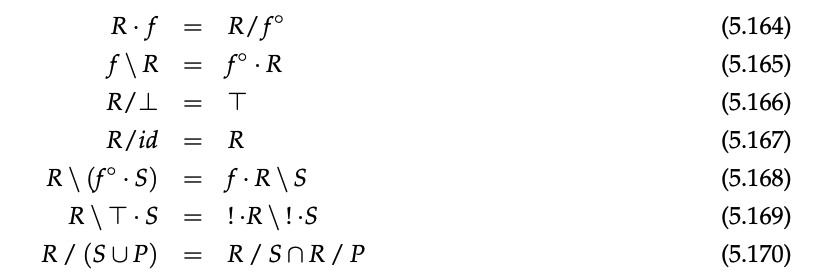 R · f = R/f° (5.164)
f \ R = f° · R (5.165)
R/⊥ = ⊤ (5.166)
R/id = R (5.167)
R \ (f° · S) = f · R \ S (5.168)
R \ ⊤ · S = ! ·R \ ! ·S (5.169)
R / (S ∪ P) = R / S ∩ R / P (5.170)